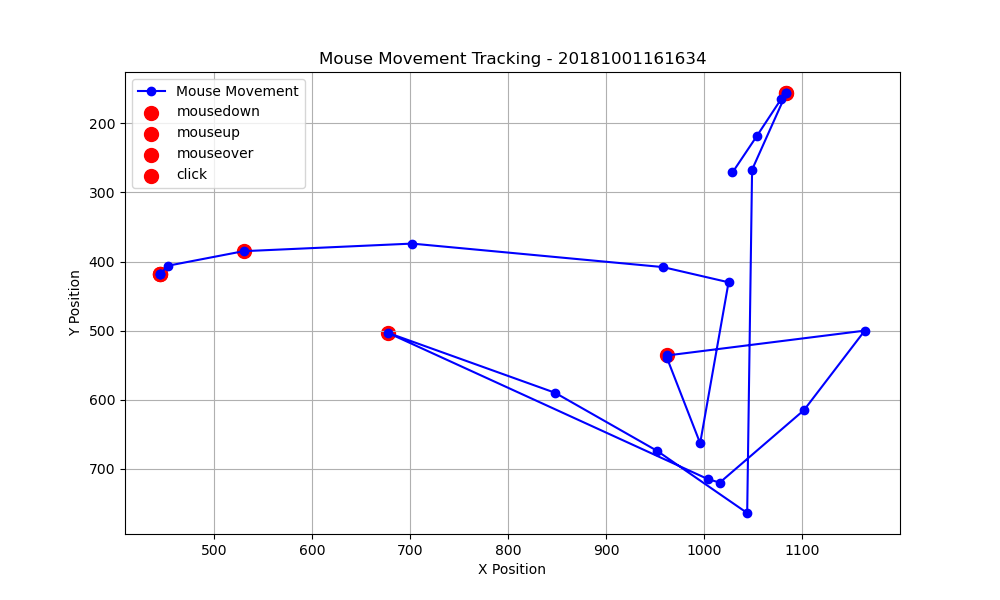 Mouse Movement Tracking - 20181001161634
Mouse Movement
mousedown
mouseup
mouseover
click
200
300
400
500
600
700
Y Position
500
600
700
800
900
1000
1100
X Position